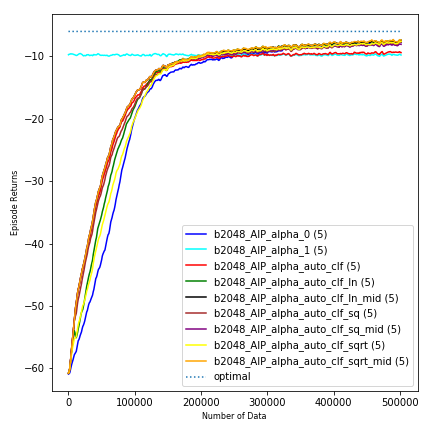 −10
−20
−30
−40
−50
−60
Episode Returns
b2048_AIP_alpha_0 (5)
b2048_AIP_alpha_1 (5)
b2048_AIP_alpha_auto_clf (5)
b2048_AIP_alpha_auto_clf_ln (5)
b2048_AIP_alpha_auto_clf_ln_mid (5)
b2048_AIP_alpha_auto_clf_sq (5)
b2048_AIP_alpha_auto_clf_sq_mid (5)
b2048_AIP_alpha_auto_clf_sqrt (5)
b2048_AIP_alpha_auto_clf_sqrt_mid (5)
optimal
0 100000 200000 300000 400000 500000
Number of Data